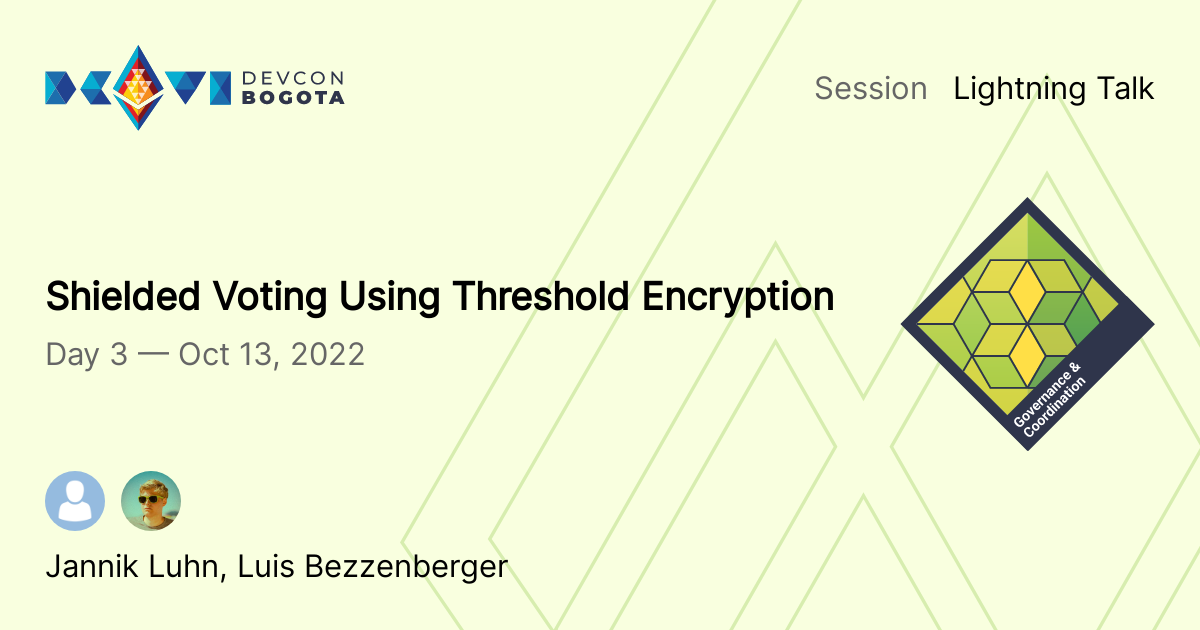 DEVCON
BOGOTA
Session Lightning Talk
Shielded Voting Using Threshold Encryption
Day 3 — Oct 13, 2022
Governance &
Coordination
Jannik Luhn, Luis Bezzenberger